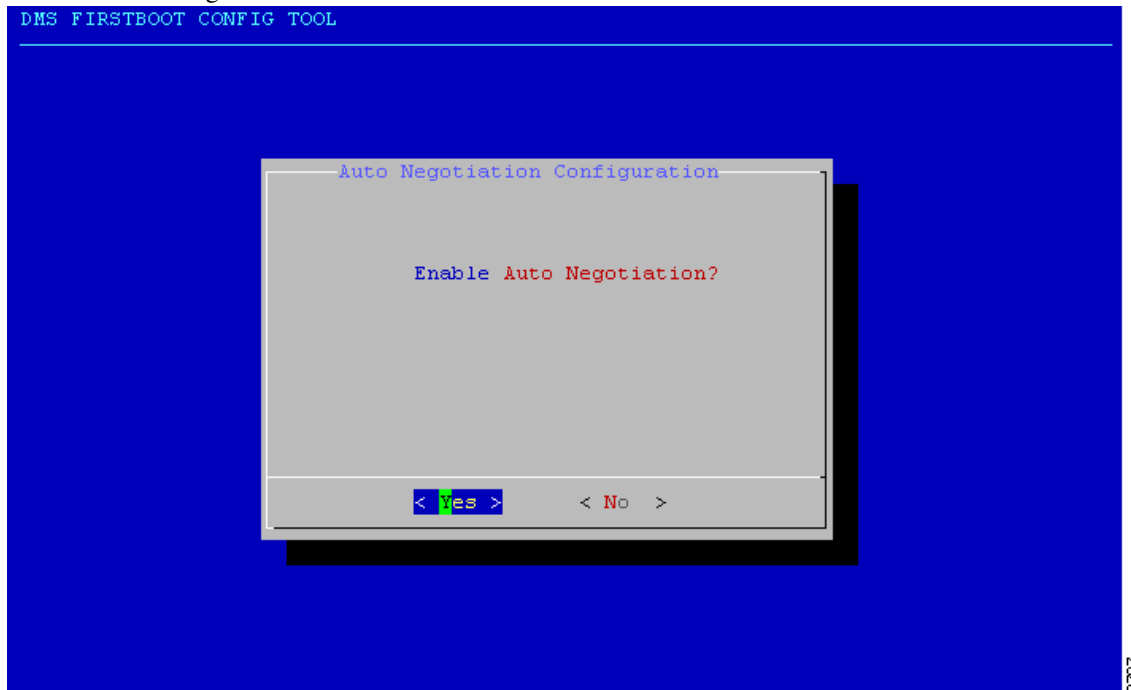 DMS FIRSTBOOT CONFIG TOOL
Auto Negotiation Configuration
Enable Auto Negotiation?
< Yes > < No >